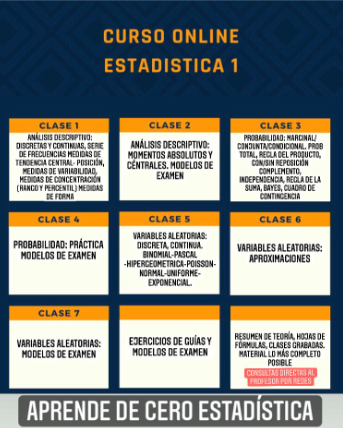 CURSO ONLINE
ESTADISTICA 1
CLASE 1
ANÁLISIS DESCRIPTIVO:
DISCRETAS Y CONTINUAS, SERIE
DE FRECUENCIAS MEDIDAS DE
TENDENCIA CENTRAL- POSICIÓN,
MEDIDAS DE VARIABILIDAD,
MEDIDAS DE CONCENTRACIÓN
(RANGO Y PERCENTIL) MEDIDAS
DE FORMA
CLASE 2
ANÁLISIS DESCRIPTIVO:
MOMENTOS ABSOLUTOS Y
CÉNTRALES. MODELOS DE
EXAMEN
CLASE 3
PROBABILIDAD: MARGINAL/
CONJUNTA/CONDICIONAL. PROB
TOTAL, REGLA DEL PRODUCTO,
CON/SIN REPOSICIÓN
COMPLEMENTO,
INDEPENDENCIA, REGLA DE LA
SUMA, BAYES, CUADRO DE
CONTINGENCIA
CLASE 4
PROBABILIDAD: PRÁCTICA
MODELOS DE EXAMEN
CLASE 5
VARIABLES ALEATORIAS:
DISCRETA, CONTINUA.
BINOMIAL-PASCAL
-HIPERGEOMETRICA-POISSON-
NORMAL-UNIFORME-
EXPONENCIAL.
CLASE 6
VARIABLES ALEATORIAS:
APROXIMACIONES
CLASE 7
VARIABLES ALEATORIAS:
MODELOS DE EXAMEN
EJERCICIOS DE GUÍAS Y
MODELOS DE EXAMEN
RESUMEN DE TEORÍA, HOJAS DE
FÓRMULAS, CLASES GRABADAS.
MATERIAL LO MÁS COMPLETO
POSIBLE
CONSULTAS DIRECTAS AL
PROFESOR POR REDES
APRENDE DE CERO ESTADÍSTICA